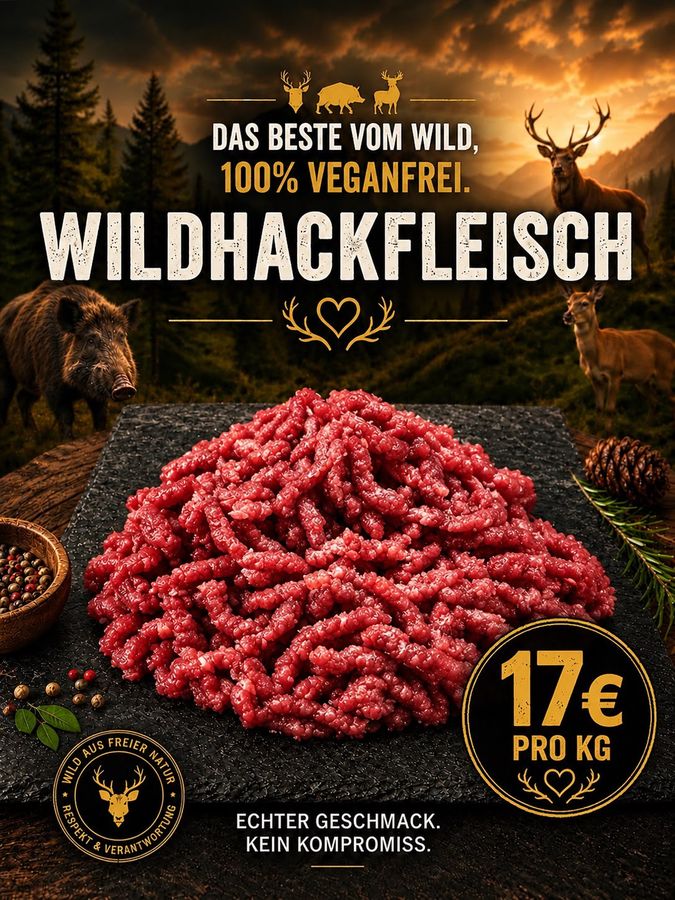 DAS BESTE VOM WILD,
100% VEGANFREI.
WILDHACKFLEISCH
17€
PRO KG
WILD AUS FREIER NATUR
RESPEKT & VERANTWORTUNG
ECHTER GESCHMACK.
KEIN KOMPROMISS.